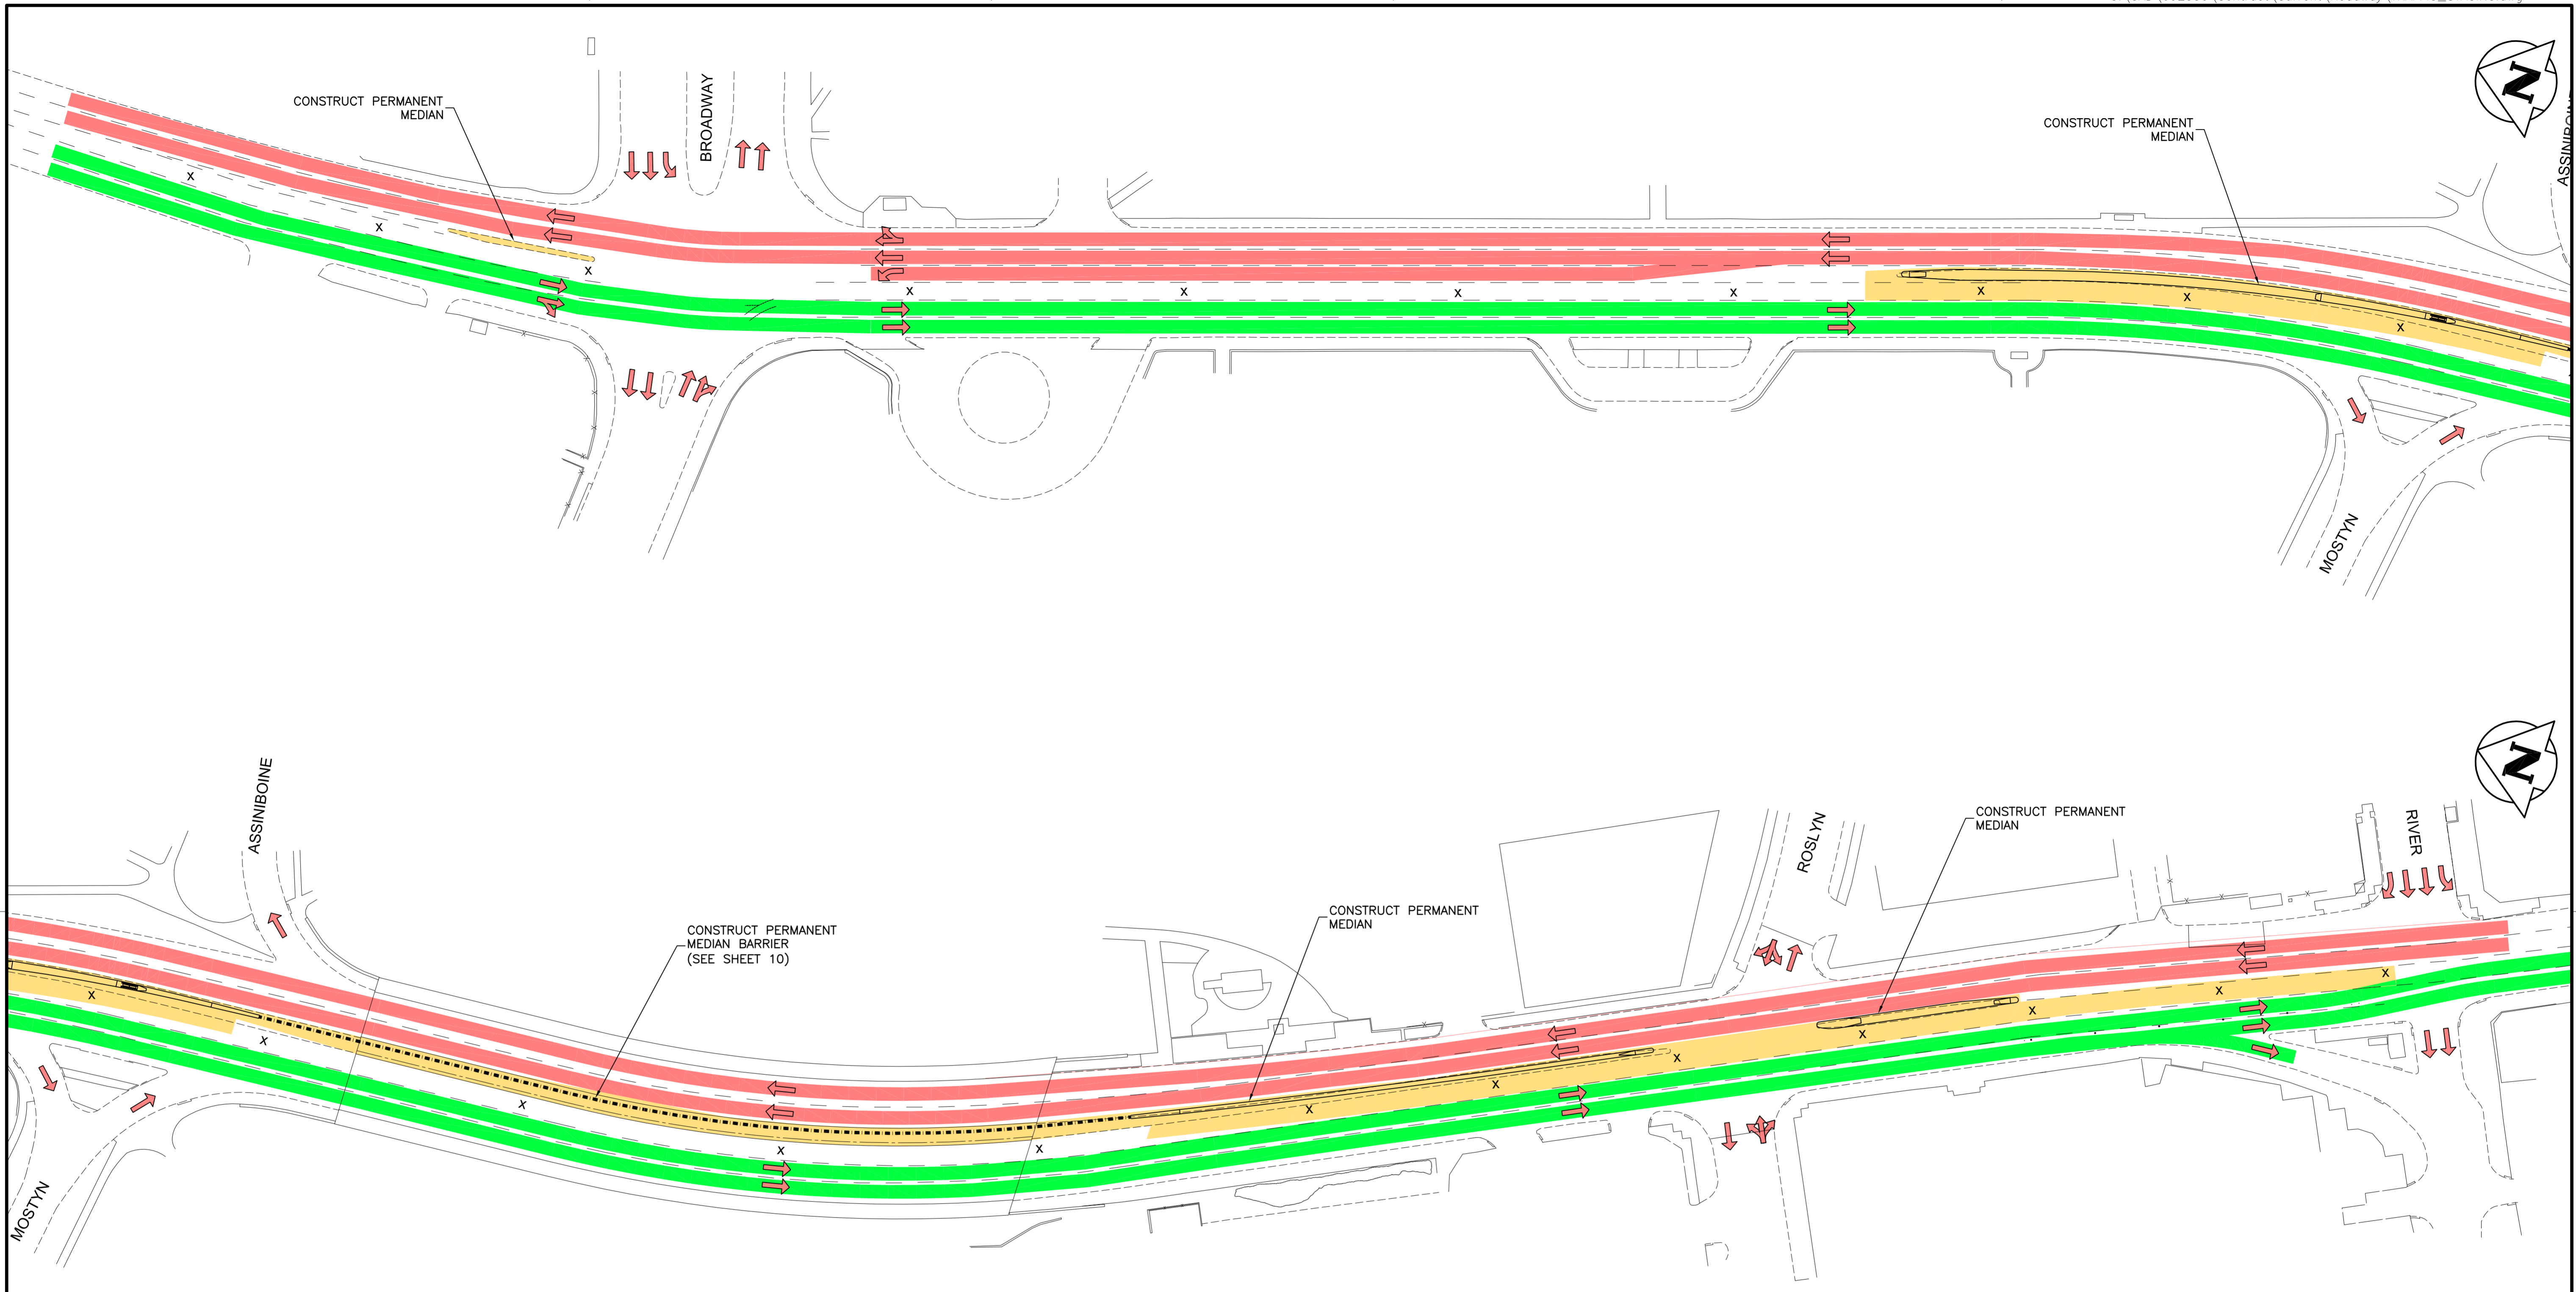 CONSTRUCT PERMANENT
MEDIAN
BROADWAY
CONSTRUCT PERMANENT
MEDIAN
N
MOSTYN
N
ASSINIBOINE
CONSTRUCT PERMANENT
MEDIAN BARRIER
(SEE SHEET 10)
CONSTRUCT PERMANENT
MEDIAN
ROSLYN
CONSTRUCT PERMANENT
MEDIAN
RIVER
MOSTYN